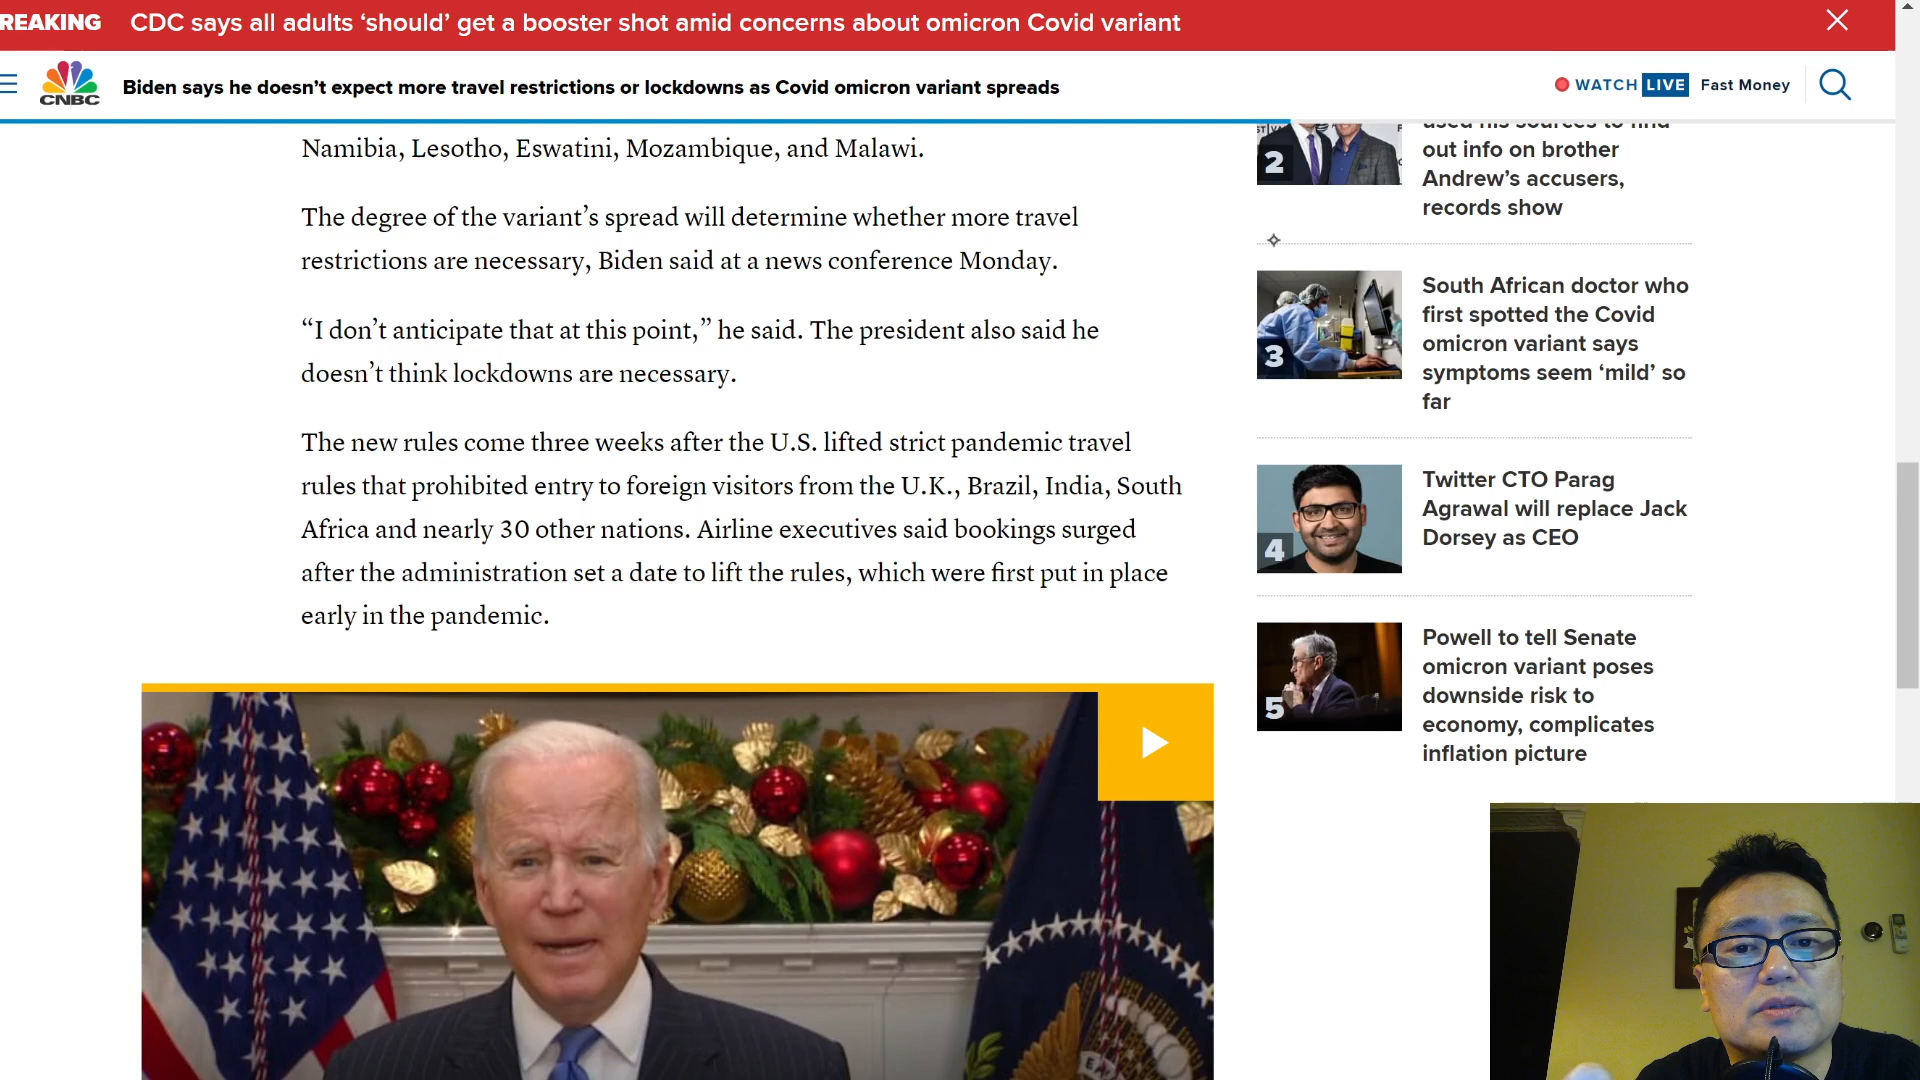 REAKING CDC says all adults ‘should’ get a booster shot amid concerns about omicron Covid variant
CNBC
Biden says he doesn’t expect more travel restrictions or lockdowns as Covid omicron variant spreads
WATCH LIVE Fast Money
Namibia, Lesotho, Eswatini, Mozambique, and Malawi.
The degree of the variant’s spread will determine whether more travel
restrictions are necessary, Biden said at a news conference Monday.
“I don’t anticipate that at this point,” he said. The president also said he
doesn’t think lockdowns are necessary.
The new rules come three weeks after the U.S. lifted strict pandemic travel
rules that prohibited entry to foreign visitors from the U.K., Brazil, India, South
Africa and nearly 30 other nations. Airline executives said bookings surged
after the administration set a date to lift the rules, which were first put in place
early in the pandemic.
2
used his sources to find
out info on brother
Andrew’s accusers,
records show
3
South African doctor who
first spotted the Covid
omicron variant says
symptoms seem ‘mild’ so
far
4
Twitter CTO Parag
Agrawal will replace Jack
Dorsey as CEO
5
Powell to tell Senate
omicron variant poses
downside risk to
economy, complicates
inflation picture